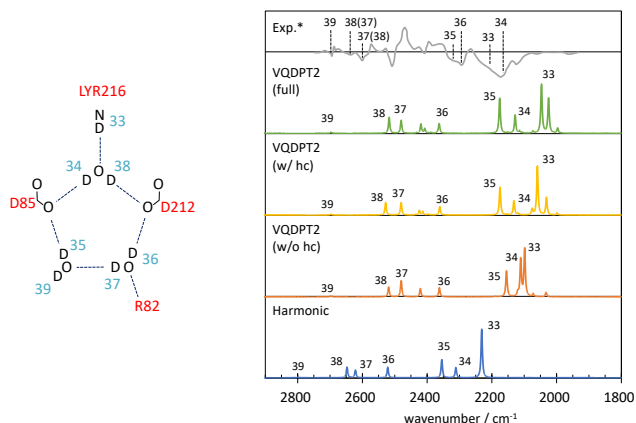 LYR216
N
D 33
34 O 38
D D
O O
D85 O O D212
35
D D 36
D O D O
39 37
R82
Exp.*
39 38(37) 37(38) 35 36 33 34
VQDPT2
(full)
39 38 37 36 35 34 33
VQDPT2
(w/ hc)
39 38 37 36 35 34 33
VQDPT2
(w/o hc)
39 38 37 36 35 34 33
Harmonic
39 38 37 36 35 34 33
2800 2600 2400 2200 2000 1800
wavenumber / cm⁻¹